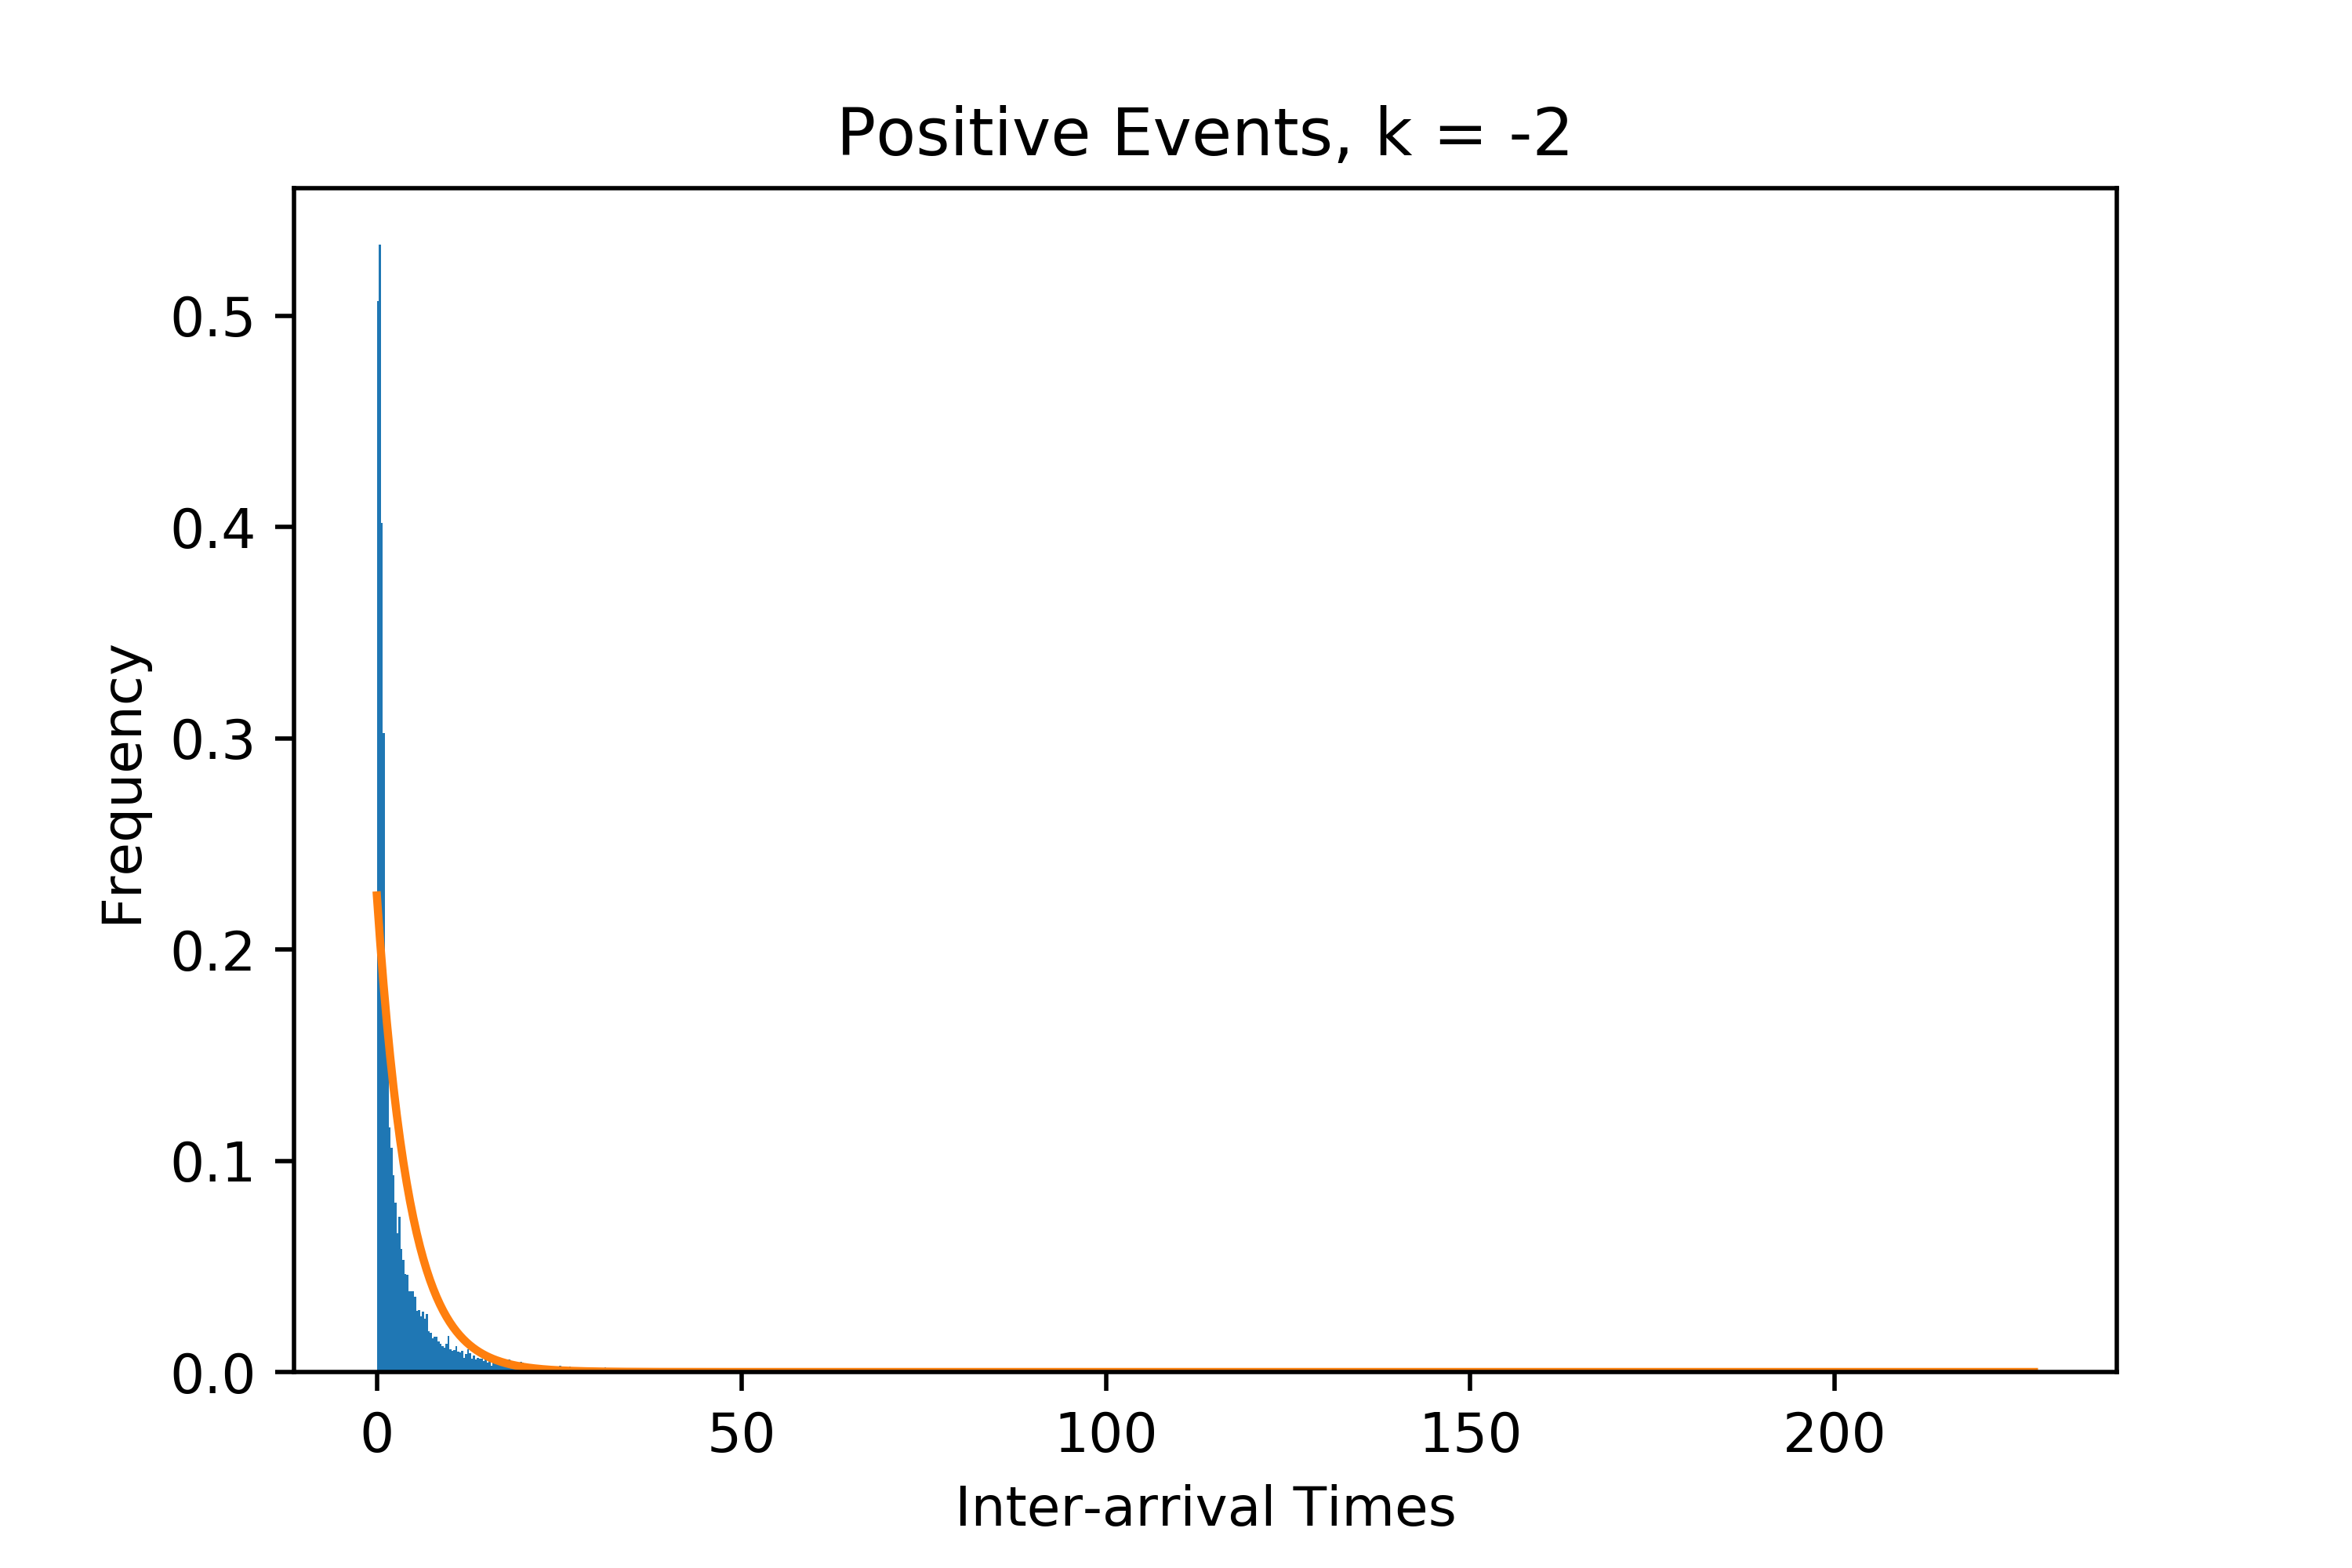 Positive Events, k = -2
0.5
0.4
0.3
0.2
0.1
0.0
Frequency
0 50 100 150 200
Inter-arrival Times